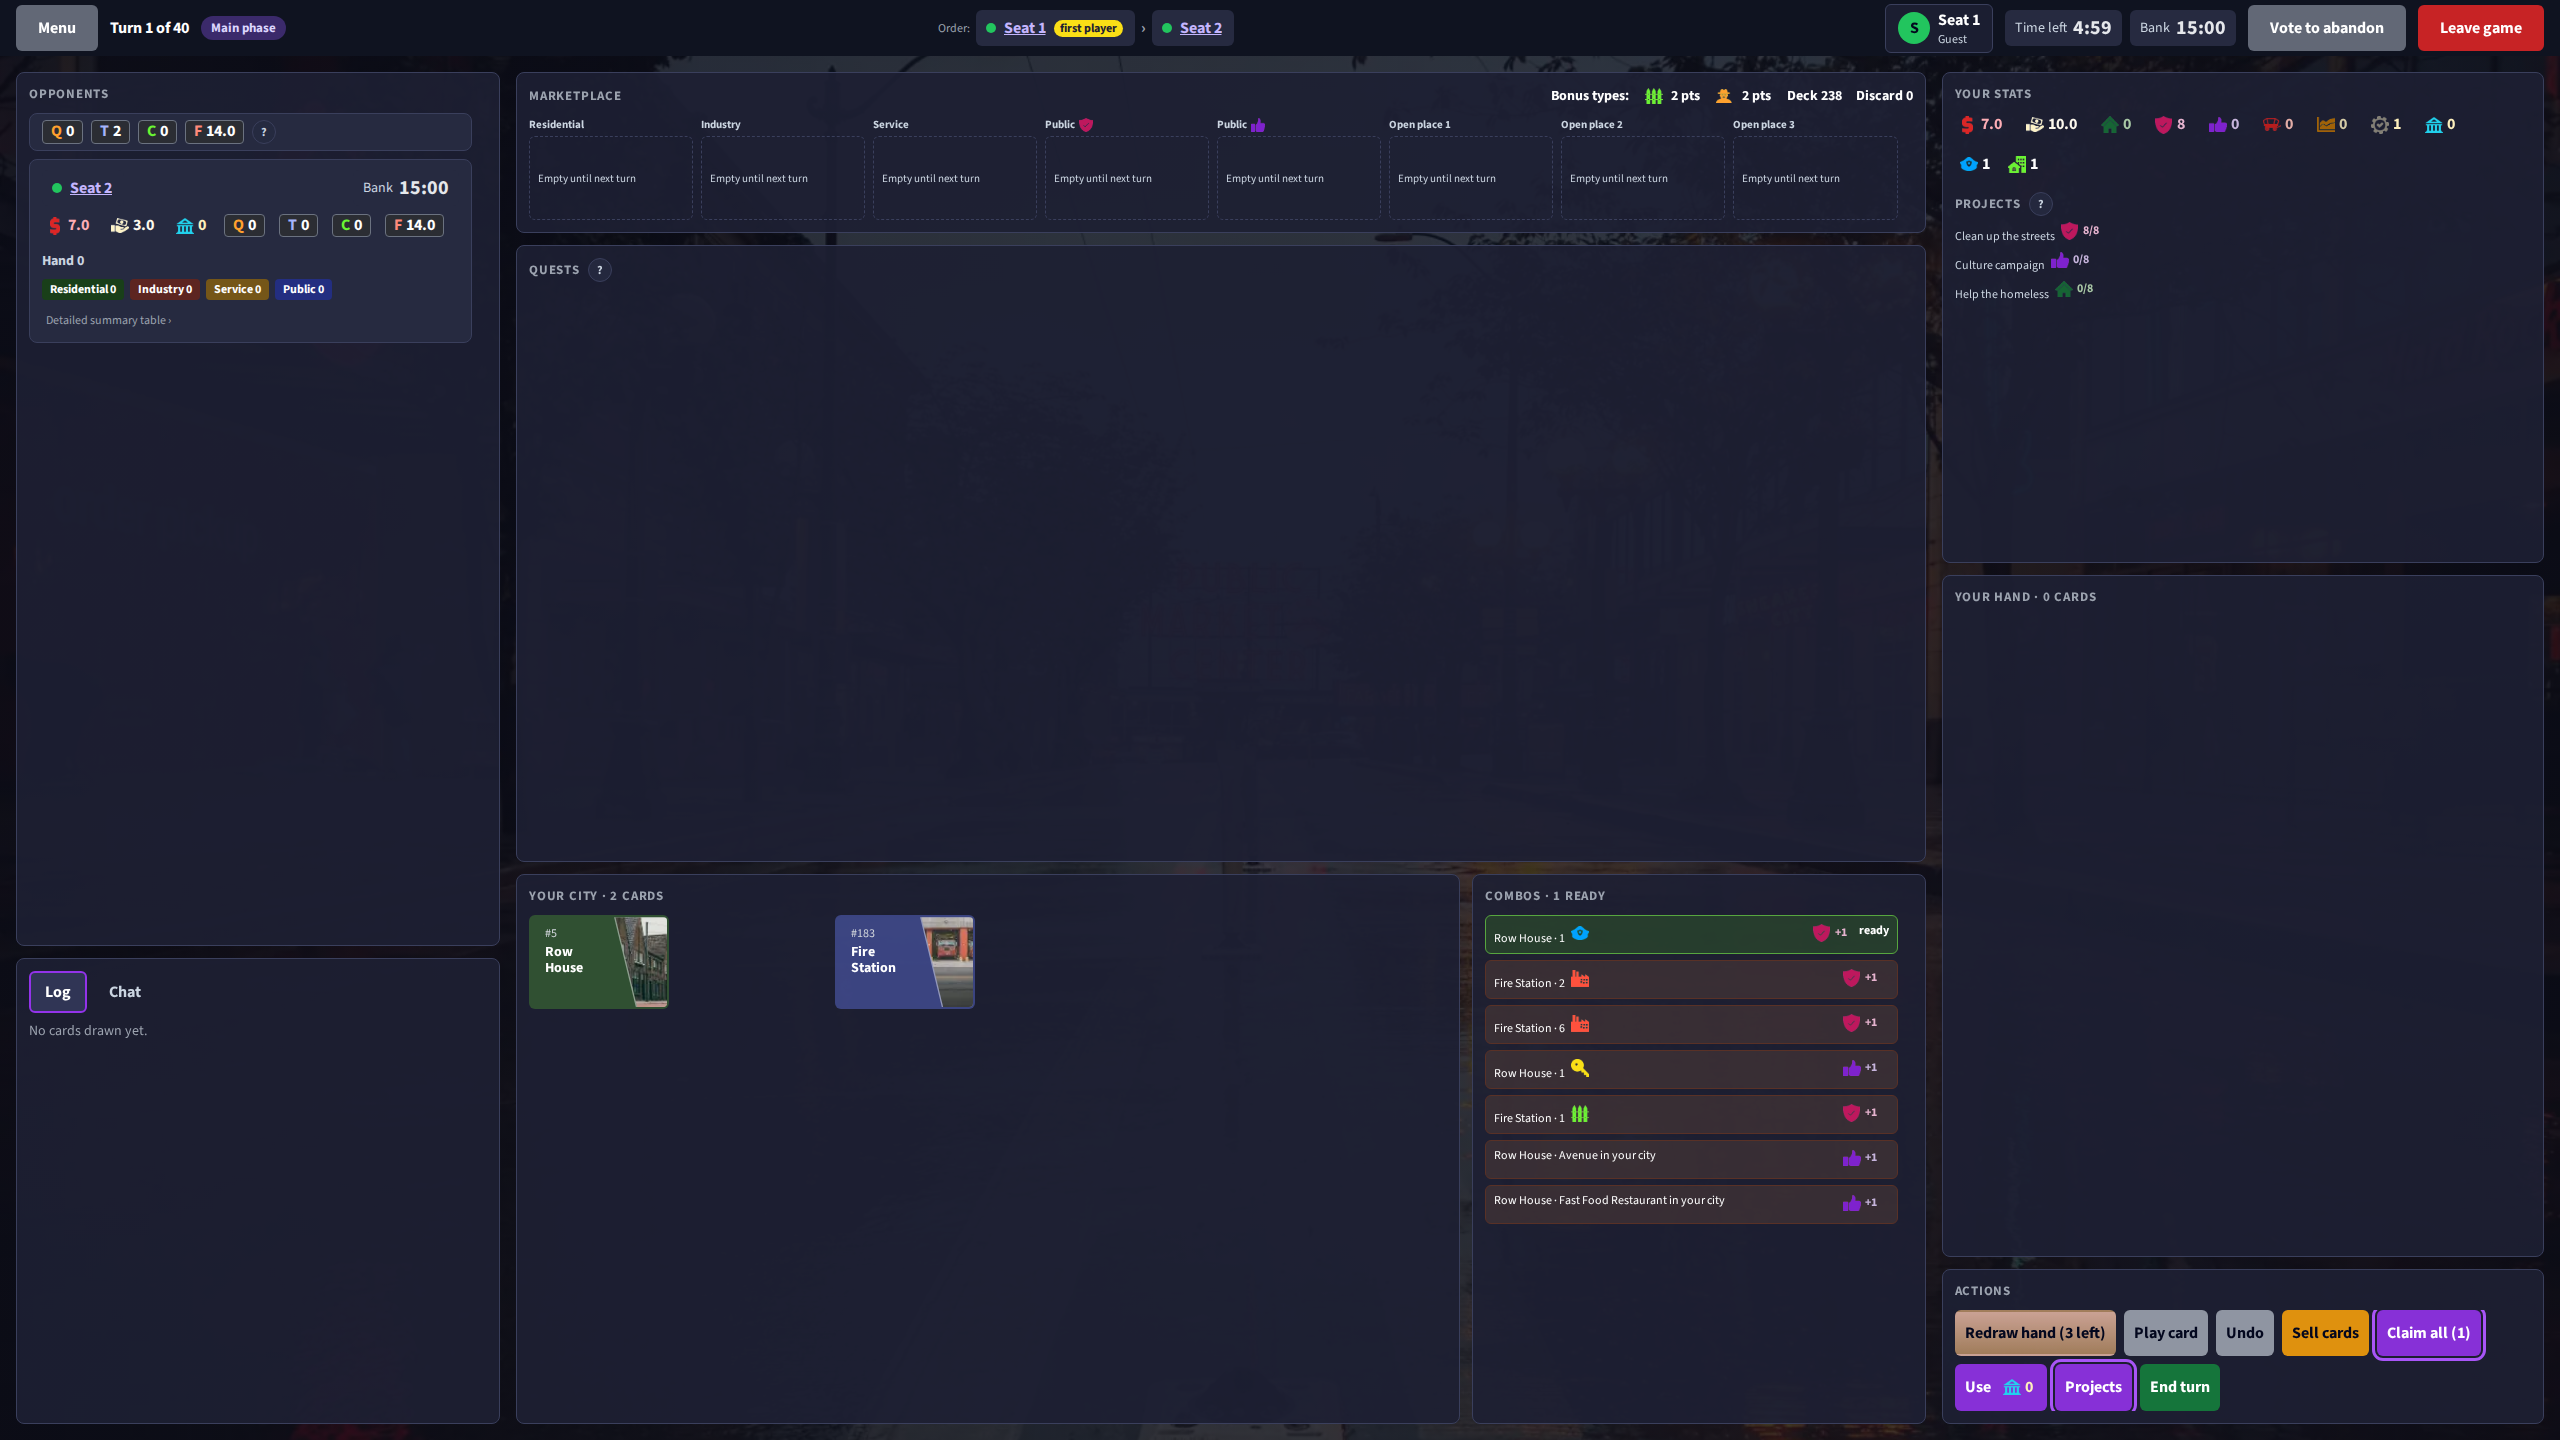 Menu
Turn 1 of 40
Main phase
Order:
Seat 1
first player
›
Seat 2
S
Seat 1
Guest
Time left 4:59
Bank 15:00
Vote to abandon
Leave game
OPPONENTS
Q 0
T 2
C 0
F 14.0
?
Seat 2
Bank 15:00
7.0
3.0
0
Q 0
T 0
C 0
F 14.0
Hand 0
Residential 0
Industry 0
Service 0
Public 0
Detailed summary table ›
Log
Chat
No cards drawn yet.
MARKETPLACE
Bonus types:
2 pts
2 pts
Deck 238
Discard 0
Residential
Industry
Service
Public
Public
Open place 1
Open place 2
Open place 3
Empty until next turn
Empty until next turn
Empty until next turn
Empty until next turn
Empty until next turn
Empty until next turn
Empty until next turn
Empty until next turn
QUESTS
?
YOUR CITY · 2 CARDS
#5
Row
House
#183
Fire
Station
COMBOS · 1 READY
Row House · 1
+1
ready
Fire Station · 2
+1
Fire Station · 6
+1
Row House · 1
+1
Fire Station · 1
+1
Row House · Avenue in your city
+1
Row House · Fast Food Restaurant in your city
+1
YOUR STATS
7.0
10.0
0
8
0
0
0
1
0
1
1
PROJECTS
?
Clean up the streets
8/8
Culture campaign
0/8
Help the homeless
0/8
YOUR HAND · 0 CARDS
ACTIONS
Redraw hand (3 left)
Play card
Undo
Sell cards
Claim all (1)
Use
0
Projects
End turn